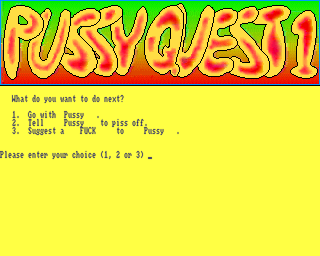 PUSSY QUEST 1
What do you want to do next?
1. Go with Pussy .
2. Tell Pussy to piss off.
3. Suggest a FUCK to Pussy .
Please enter your choice (1, 2 or 3) _